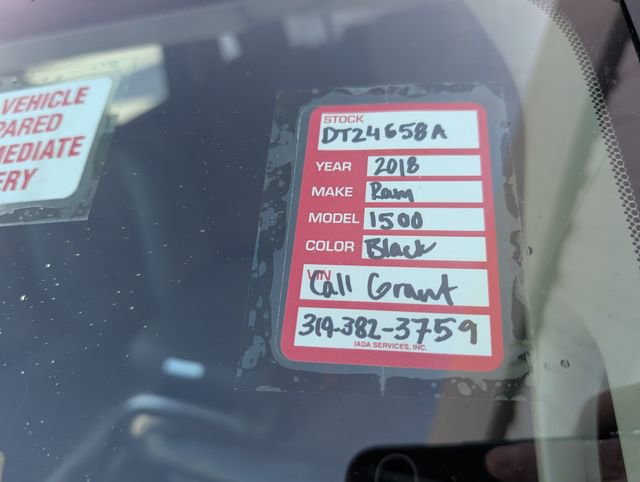 VEHICLE
PARED
MEDIATE
ERY
STOCK
DT24658A
YEAR 2018
MAKE Ram
MODEL 1500
COLOR Black
VIN
Call Grant
314-382-3759
IADA SERVICES, INC.